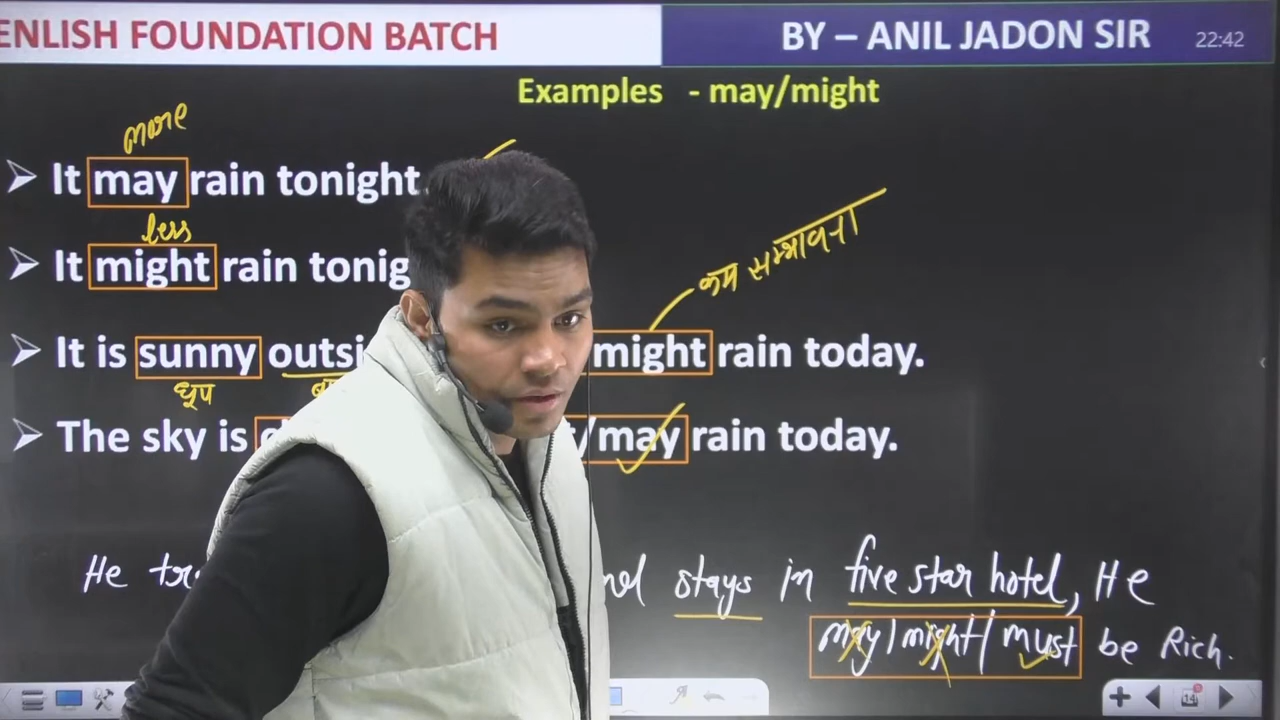 ENLISH FOUNDATION BATCH
BY – ANIL JADON SIR
22:42
Examples - may/might
more
It may rain tonight.
less
It might rain tonig
कम सम्भावना
It is sunny outsi might rain today.
धूप
The sky is /may rain today.
He stays in five star hotel, He
may/might/must be Rich.
14